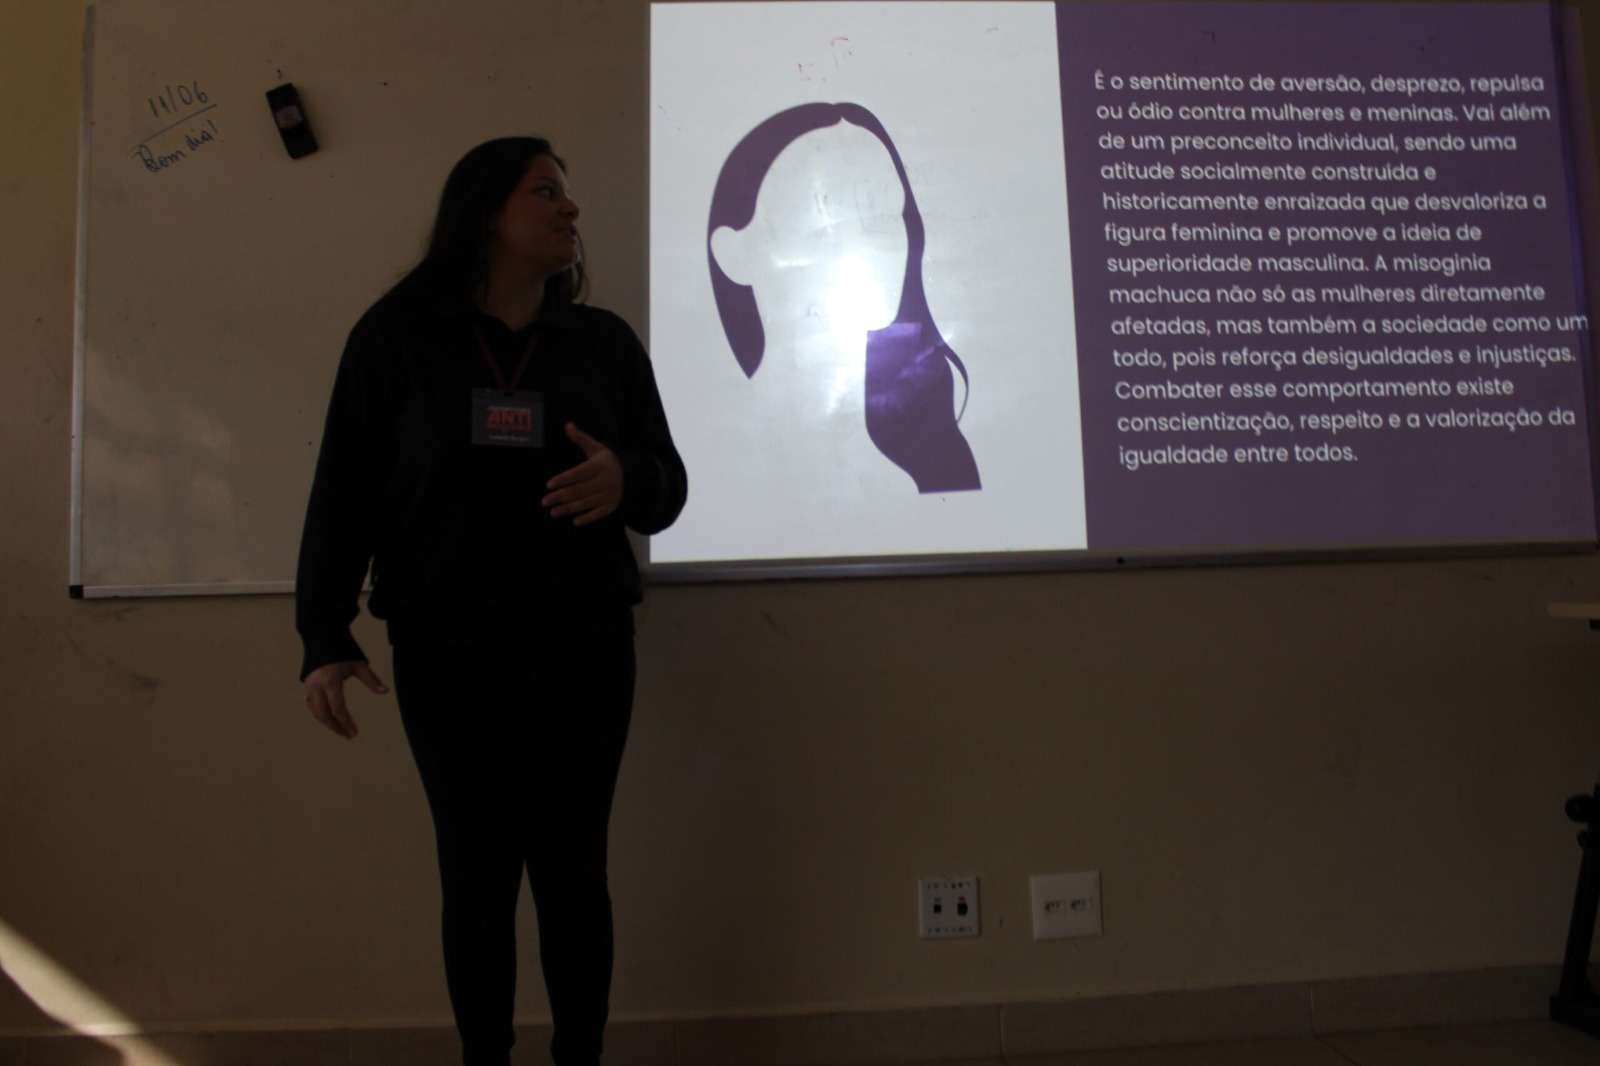 11/06
Bom dia!
É o sentimento de aversão, desprezo, repulsa
ou ódio contra mulheres e meninas. Vai além
de um preconceito individual, sendo uma
atitude socialmente construída e
historicamente enraizada que desvaloriza a
figura feminina e promove a ideia de
superioridade masculina. A misoginia
machuca não só as mulheres diretamente
afetadas, mas também a sociedade como um
todo, pois reforça desigualdades e injustiças.
Combater esse comportamento existe
conscientização, respeito e a valorização da
igualdade entre todos.
ANTI